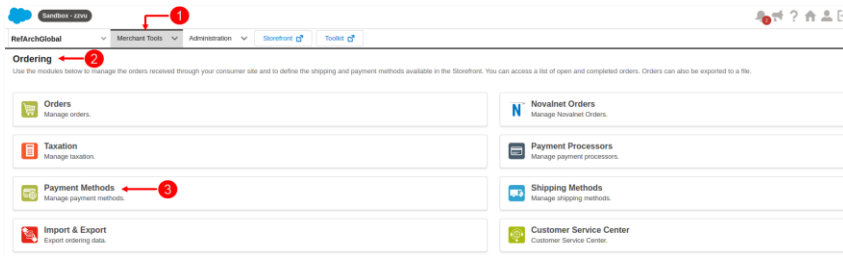 Sandbox - zzvu
1
2
?
RefArchGlobal
Merchant Tools
Administration
Storefront
Toolkit
Ordering
2
Use the modules below to manage the orders received through your consumer site and to define the shipping and payment methods available in the Storefront. You can access a list of open and completed orders. Orders can also be exported to a file.
Orders
Manage orders.
N
Novalnet Orders
Manage Novalnet Orders.
Taxation
Manage taxation.
Payment Processors
Manage payment processors.
Payment Methods
3
Manage payment methods.
Shipping Methods
Manage shipping methods.
Import & Export
Export ordering data.
Customer Service Center
Customer Service Center.